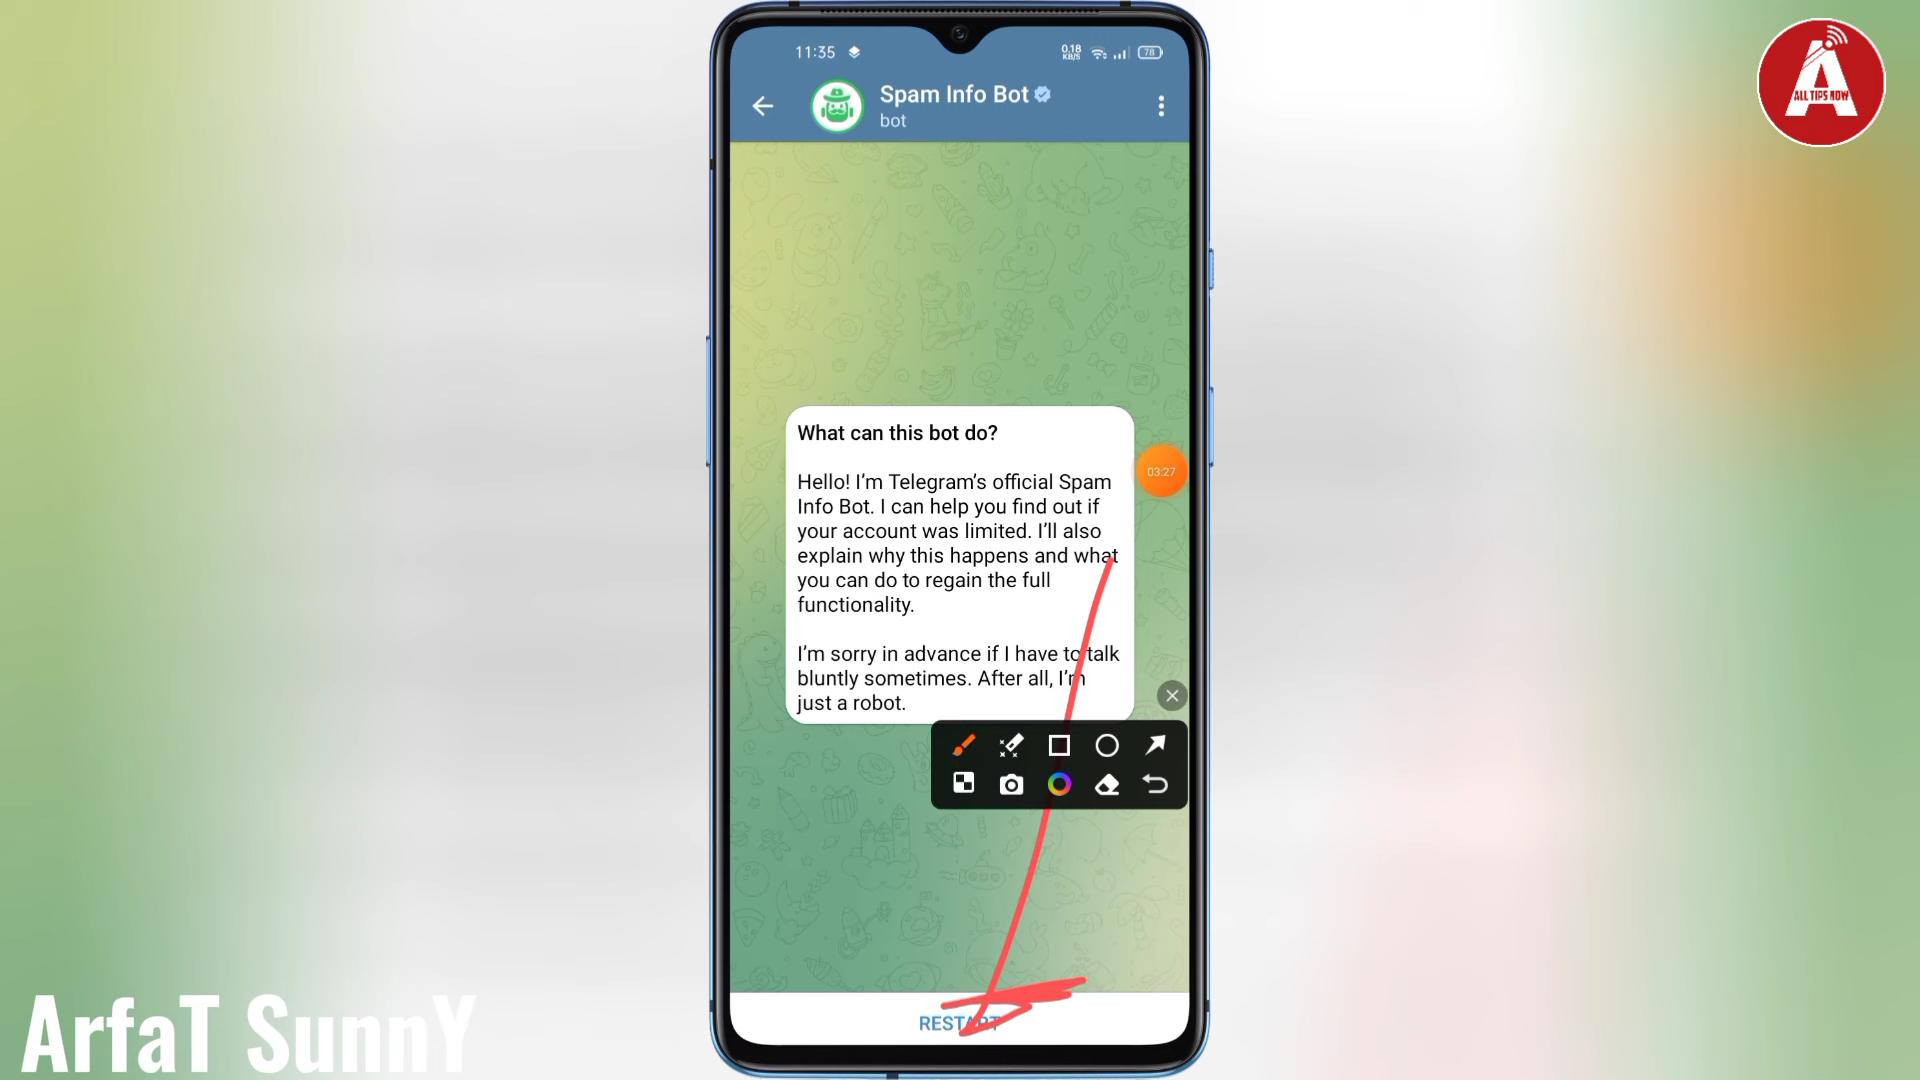 11:35
0.18
KB/S
78
Spam Info Bot
bot
ALL TIPS NOW
What can this bot do?
Hello! I'm Telegram's official Spam
Info Bot. I can help you find out if
your account was limited. I'll also
explain why this happens and what
you can do to regain the full
functionality.
I'm sorry in advance if I have to talk
bluntly sometimes. After all, I'm
just a robot.
03:27
RESTART
ArfaT SunnY